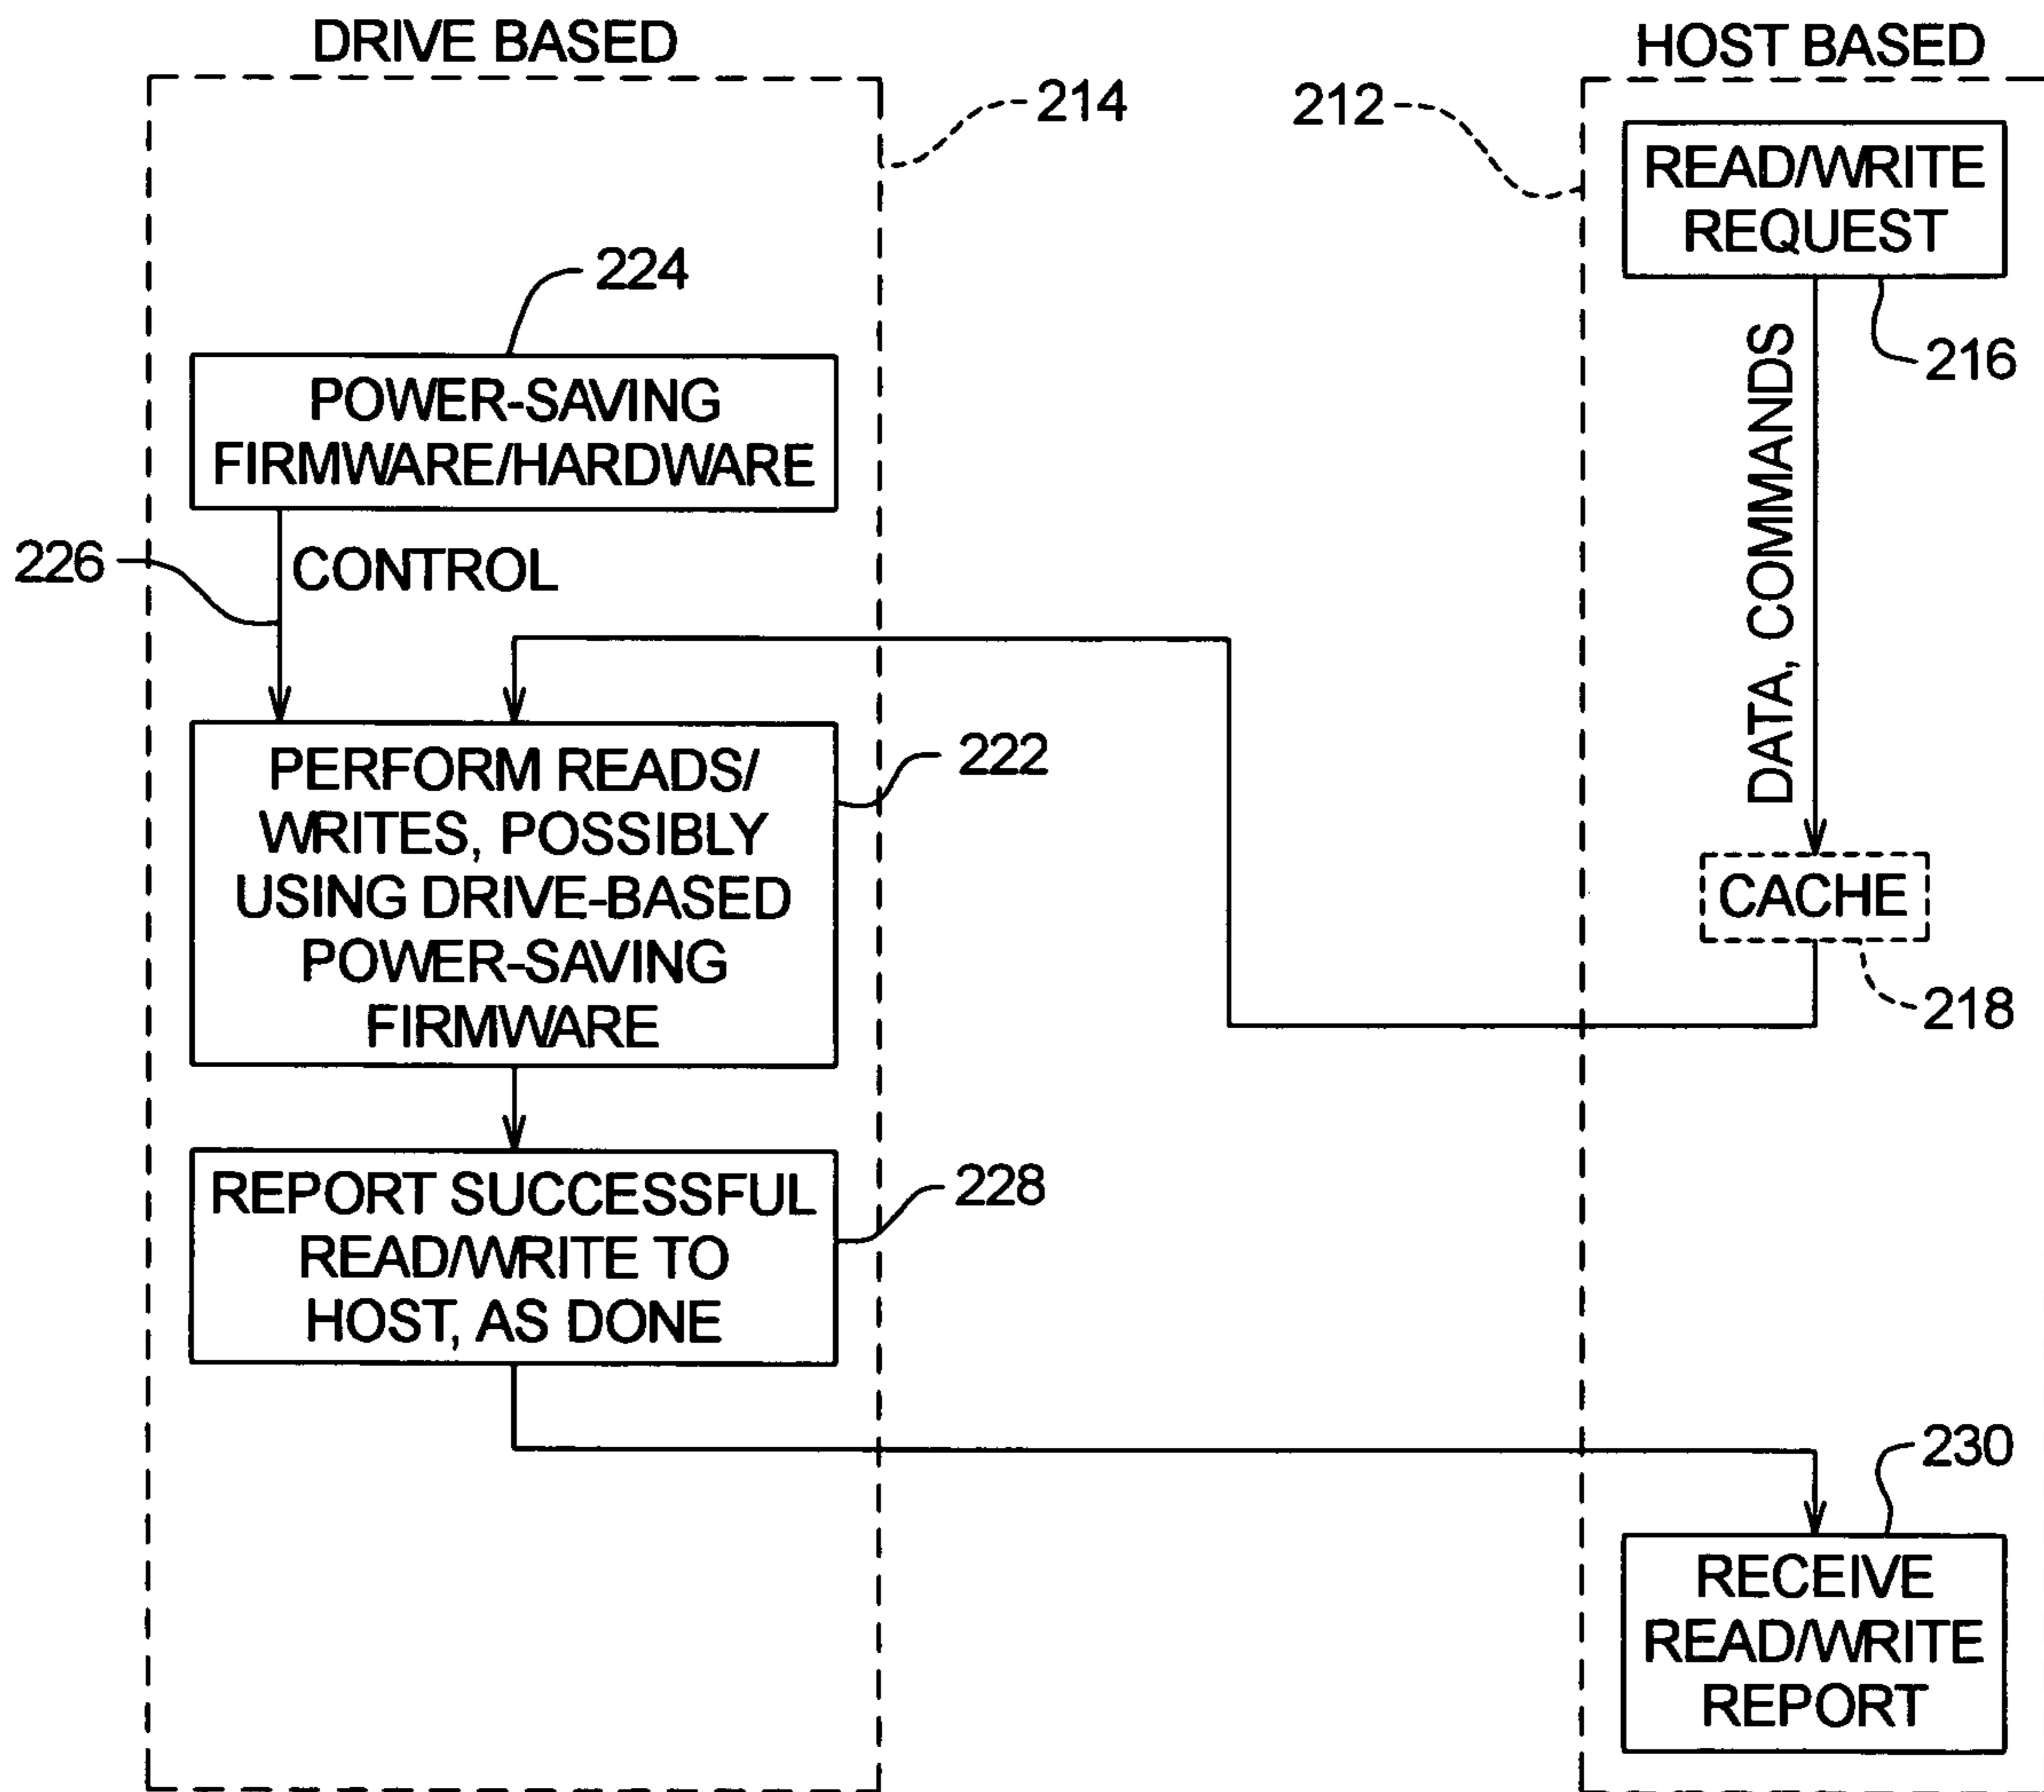 DRIVE BASED
214
224
POWER-SAVING
FIRMWARE/HARDWARE
226
CONTROL
PERFORM READS/
WRITES, POSSIBLY
USING DRIVE-BASED
POWER-SAVING
FIRMWARE
222
REPORT SUCCESSFUL
READ/WRITE TO
HOST, AS DONE
228
HOST BASED
212
READ/WRITE
REQUEST
216
DATA, COMMANDS
CACHE
218
230
RECEIVE
READ/WRITE
REPORT